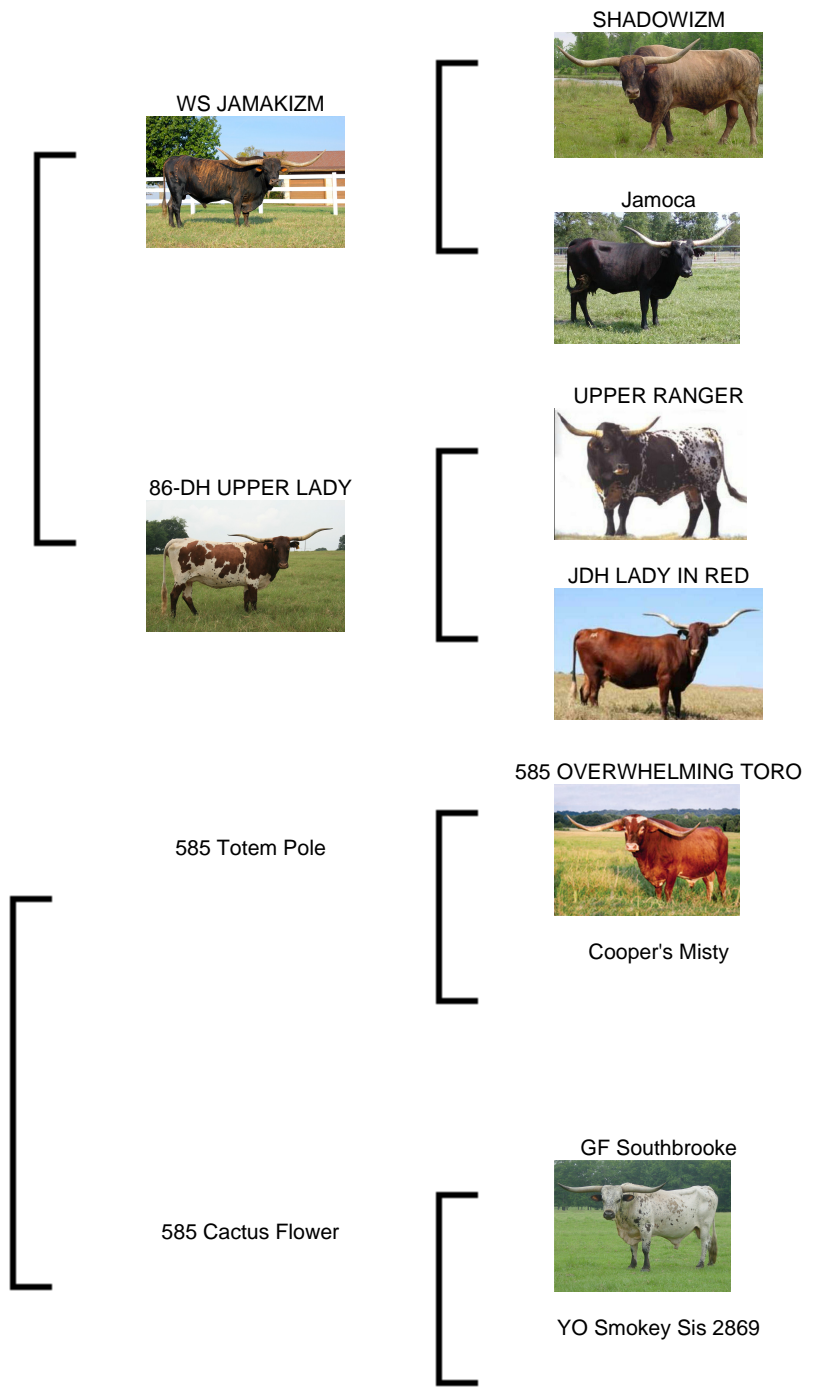 SHADOWIZM
WS JAMAKIZM
Jamoca
UPPER RANGER
86-DH UPPER LADY
JDH LADY IN RED
585 OVERWHELMING TORO
585 Totem Pole
Cooper's Misty
GF Southbrooke
585 Cactus Flower
YO Smokey Sis 2869